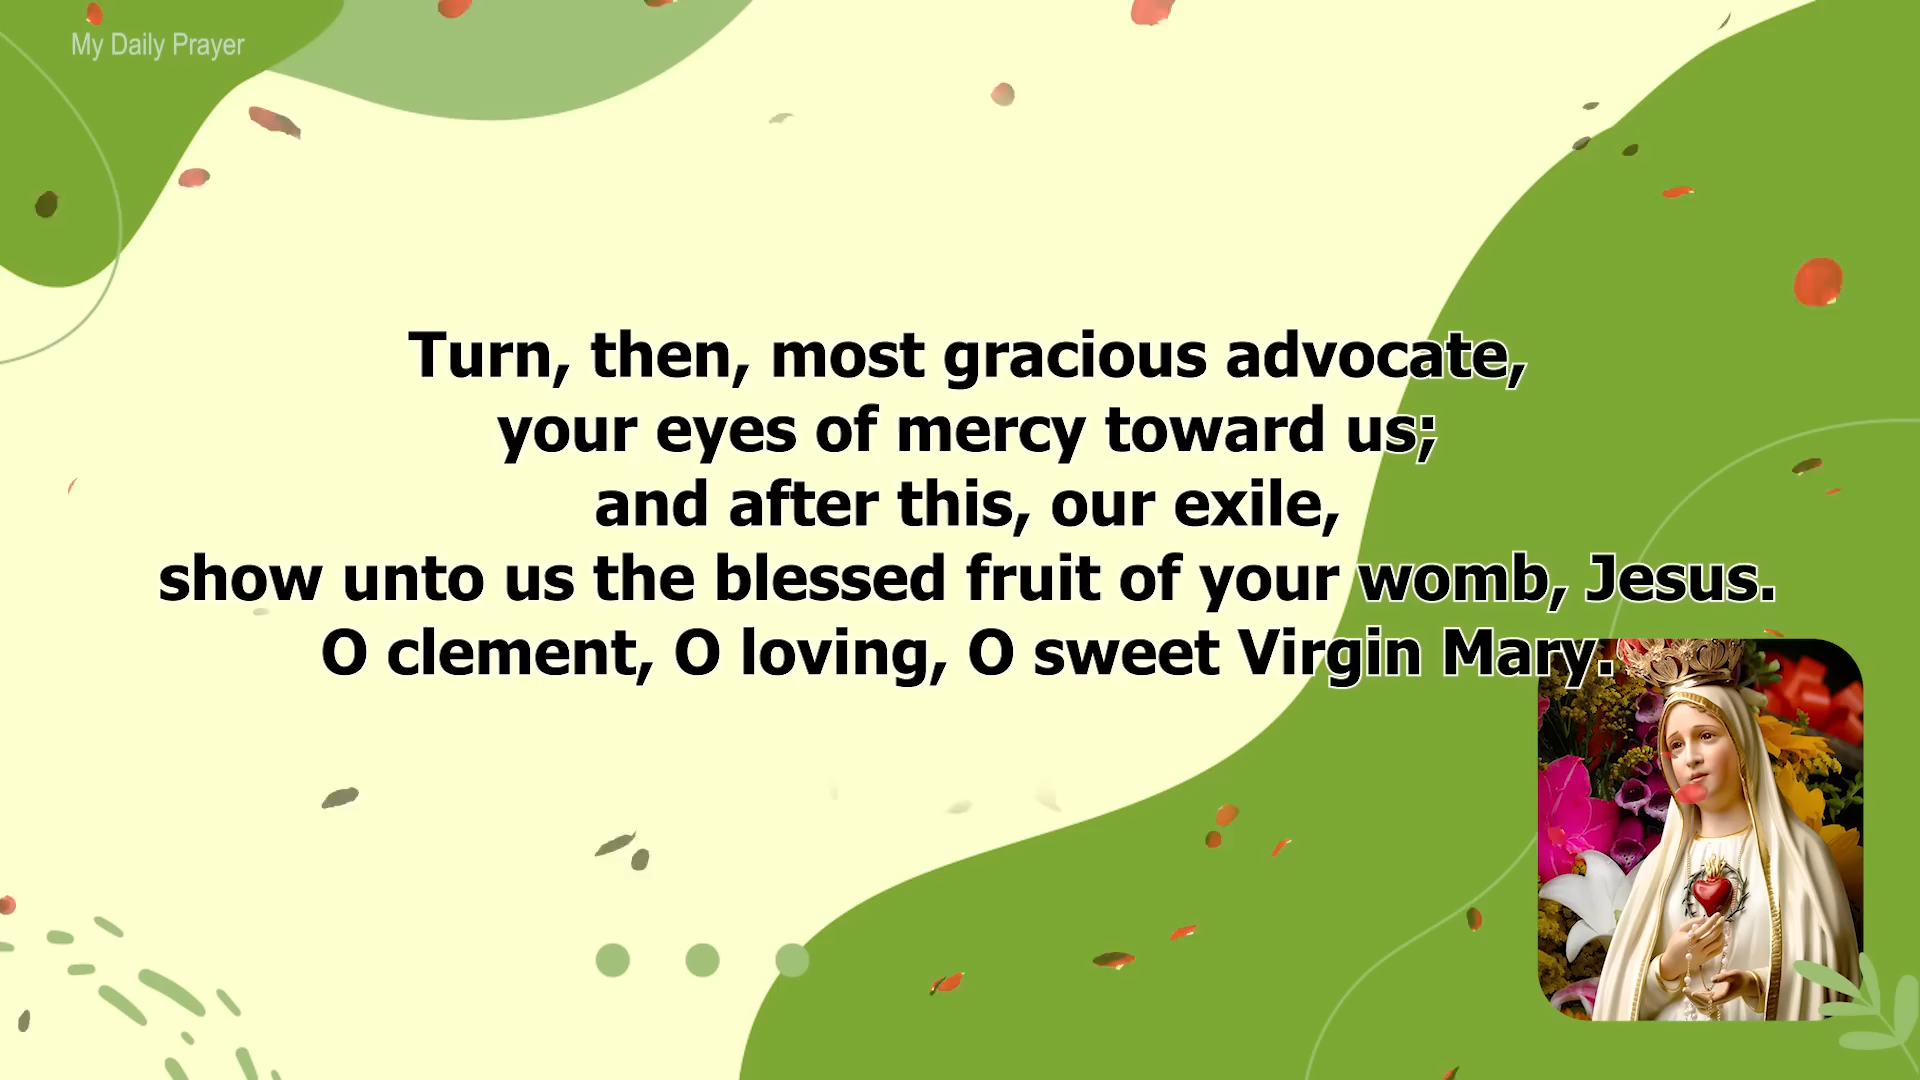 My Daily Prayer
Turn, then, most gracious advocate,
your eyes of mercy toward us;
and after this, our exile,
show unto us the blessed fruit of your womb, Jesus.
O clement, O loving, O sweet Virgin Mary.